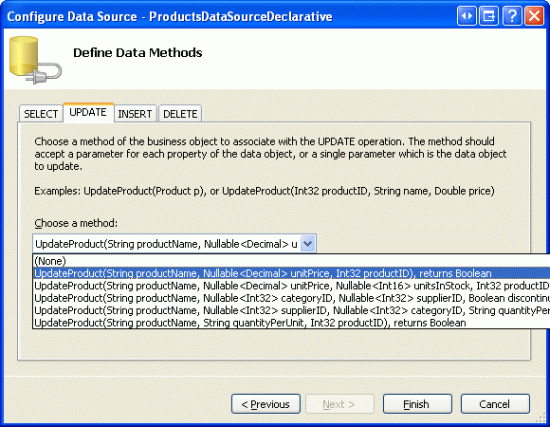 Configure Data Source - ProductsDataSourceDeclarative
Define Data Methods
SELECT UPDATE INSERT DELETE
Choose a method of the business object to associate with the UPDATE operation. The method should
accept a parameter for each property of the data object, or a single parameter which is the data object
to update.
Examples: UpdateProduct(Product p), or UpdateProduct(Int32 productID, String name, Double price)
Choose a method:
UpdateProduct(String productName, Nullable<Decimal> u
(None)
UpdateProduct(String productName, Nullable<Decimal> unitPrice, Int32 productID), returns Boolean
UpdateProduct(String productName, Nullable<Decimal> unitPrice, Nullable<Int16> unitsInStock, Int32 productID
UpdateProduct(String productName, Nullable<Int32> categoryID, Nullable<Int32> supplierID, Boolean discontin
UpdateProduct(String productName, Nullable<Int32> supplierID, Nullable<Int32> categoryID, String quantityPer
UpdateProduct(String productName, String quantityPerUnit, Int32 productID), returns Boolean
< Previous Next > Finish Cancel